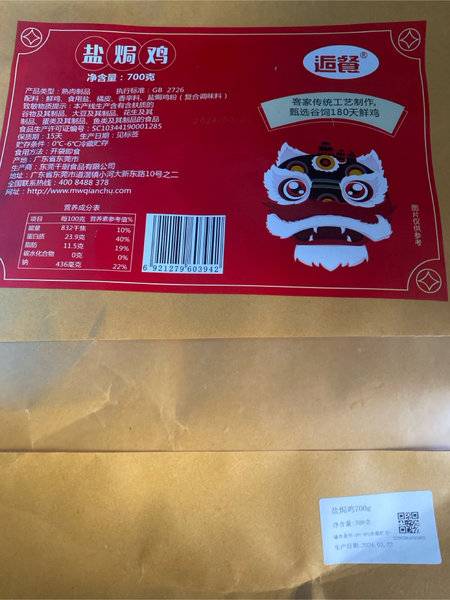 盐焗鸡
净含量：700克
产品类型：熟肉制品 执行标准：GB 2726
配料：鲜鸡、食用盐、橘皮、香辛料、盐焗鸡粉（复合调味料）
致敏物质提示：本产线生产含有含麸质的
谷物及其制品、大豆及其制品、花生及其
制品、蛋类及其制品、鱼类及其制品的食品
食品生产许可证编号：SC10344190001285
保质期：15天 生产日期：见标签
贮存条件：0℃-6℃冷藏贮存
食用方法：开袋即食
产地：广东省东莞市
生产商：东莞千厨食品有限公司
地址：广东省东莞市道滘镇小河大新东路10号之二
全国联系热线：400 8488 378
网址：http://www.mwqianchu.com
营养成分表
项目 每100克 营养素参考值%
能量 832千焦 10%
蛋白质 23.9克 40%
脂肪 11.5克 19%
碳水化合物 0克 0%
钠 436毫克 22%
6 921279 603942
逅餐®
客家传统工艺制作,
甄选谷饲180天鲜鸡
图片仅供参考
盐焗鸡700g
净含量:700克
生产日期:2024.03.22